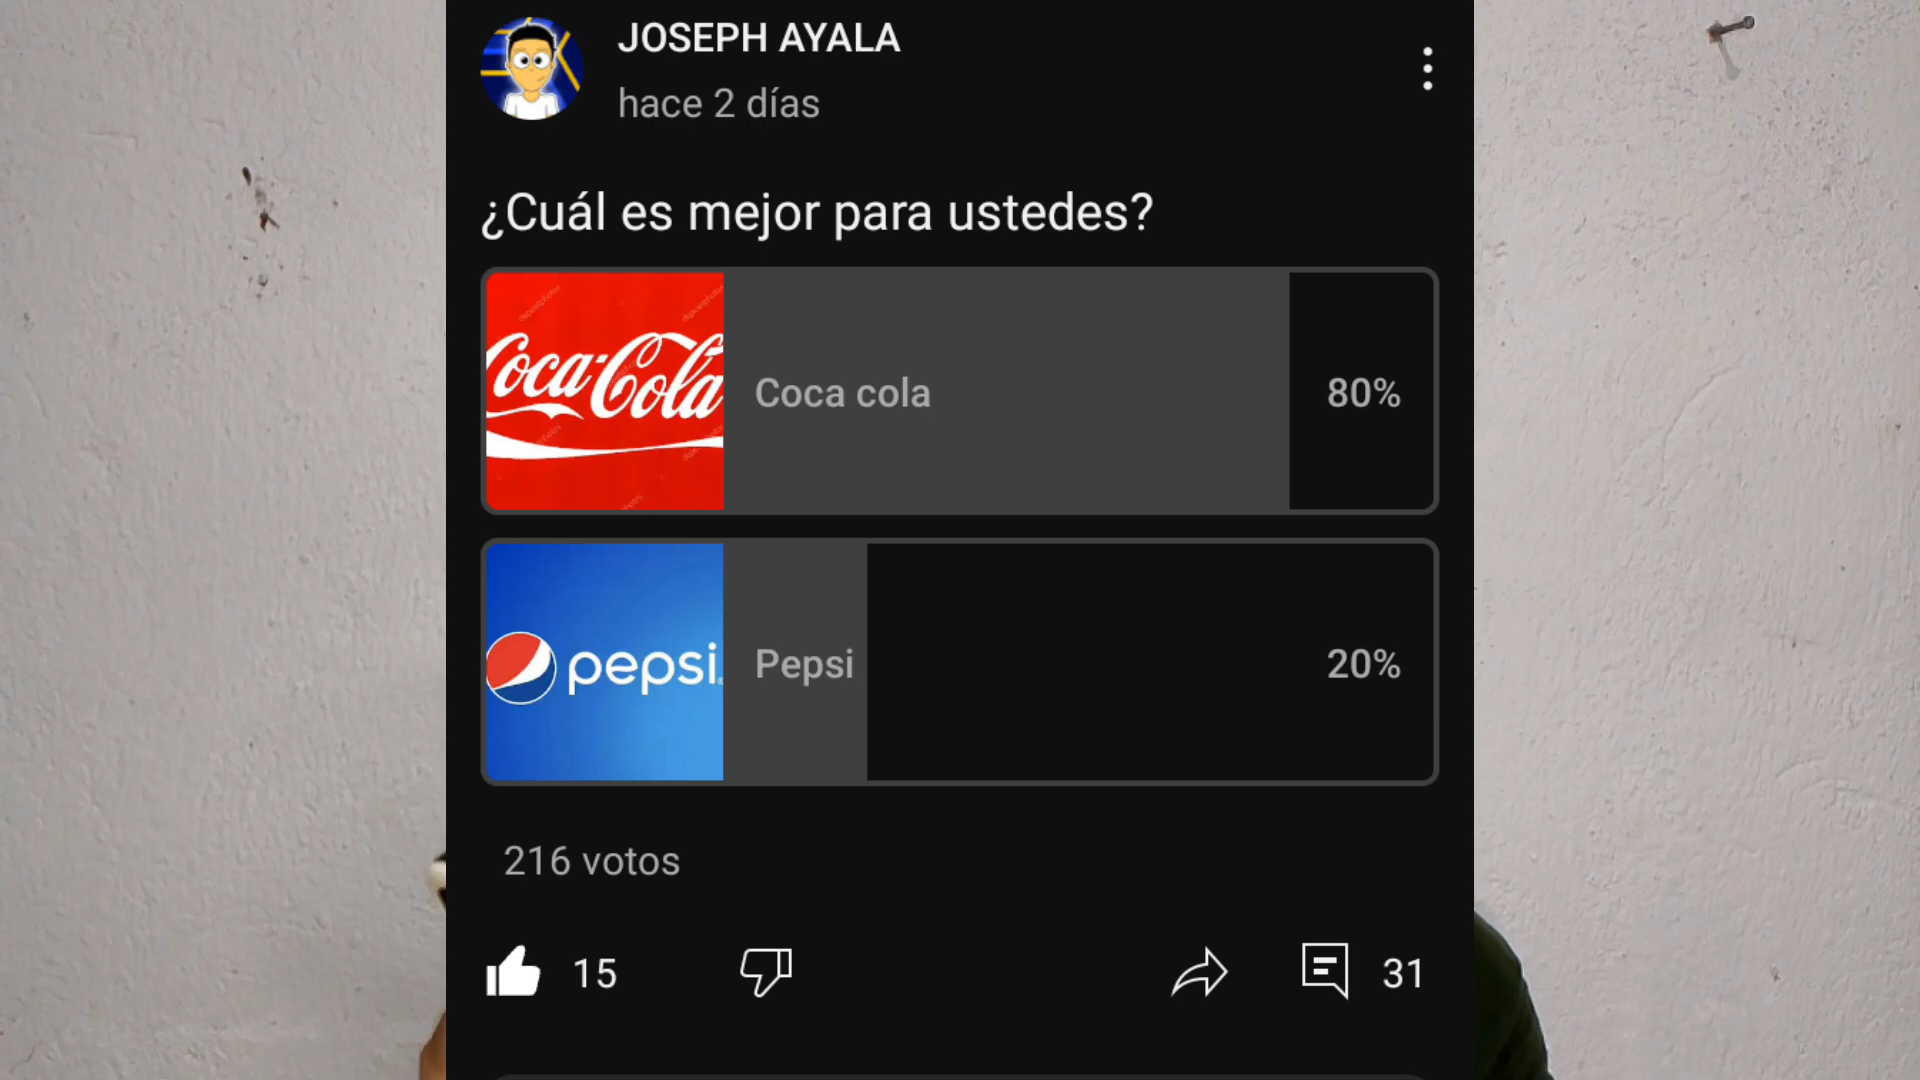 JOSEPH AYALA
hace 2 días
¿Cuál es mejor para ustedes?
Coca-Cola
Coca cola
80%
pepsi
Pepsi
20%
216 votos
15
31